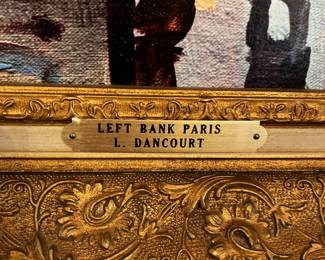 LEFT BANK PARIS
L. DANCOURT